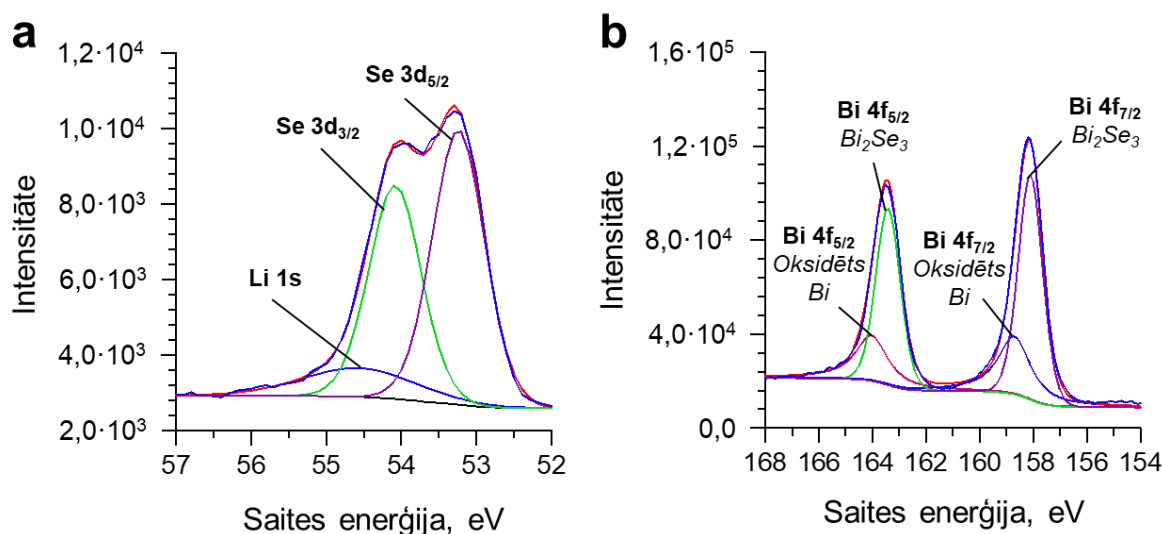 a
1,2·10⁴
1,0·10⁴
8,0·10³
6,0·10³
4,0·10³
2,0·10³
Intensitāte
Se 3d5/2
Se 3d3/2
Li 1s
57 56 55 54 53 52
Saites enerģija, eV
b
1,6·10⁵
1,2·10⁵
8,0·10⁴
4,0·10⁴
0,0
Intensitāte
Bi 4f5/2
Bi2Se3
Bi 4f7/2
Bi2Se3
Bi 4f5/2
Oksidēts
Bi
Bi 4f7/2
Oksidēts
Bi
168 166 164 162 160 158 156 154
Saites enerģija, eV